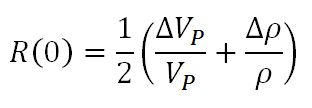 R(0) = 1/2 (ΔV_P/V_P + Δρ/ρ)